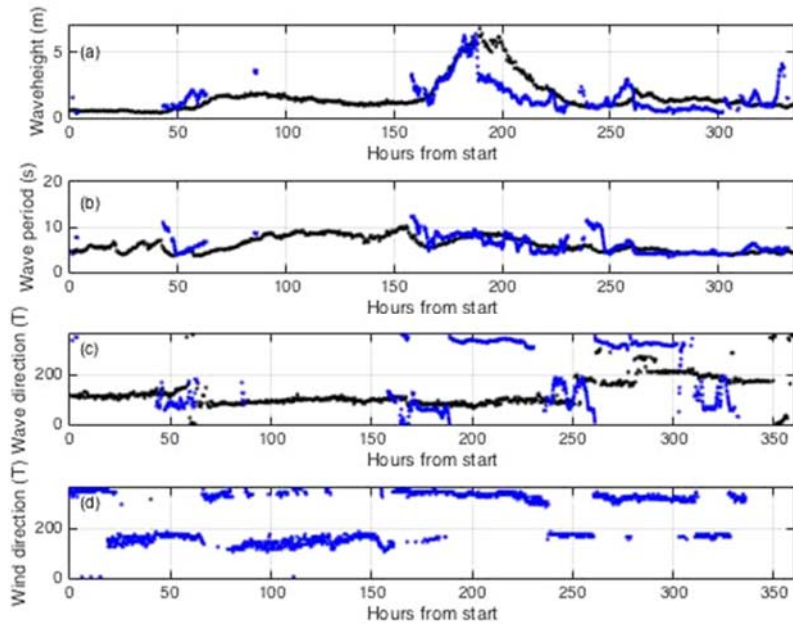 (a)
Waveheight (m)
5
0
0 50 100 150 200 250 300
Hours from start
(b)
Wave period (s)
20
10
0
0 50 100 150 200 250 300
Hours from start
(c)
Wave direction (T)
200
0
0 50 100 150 200 250 300 350
Hours from start
(d)
Wind direction (T)
200
0
0 50 100 150 200 250 300 350
Hours from start